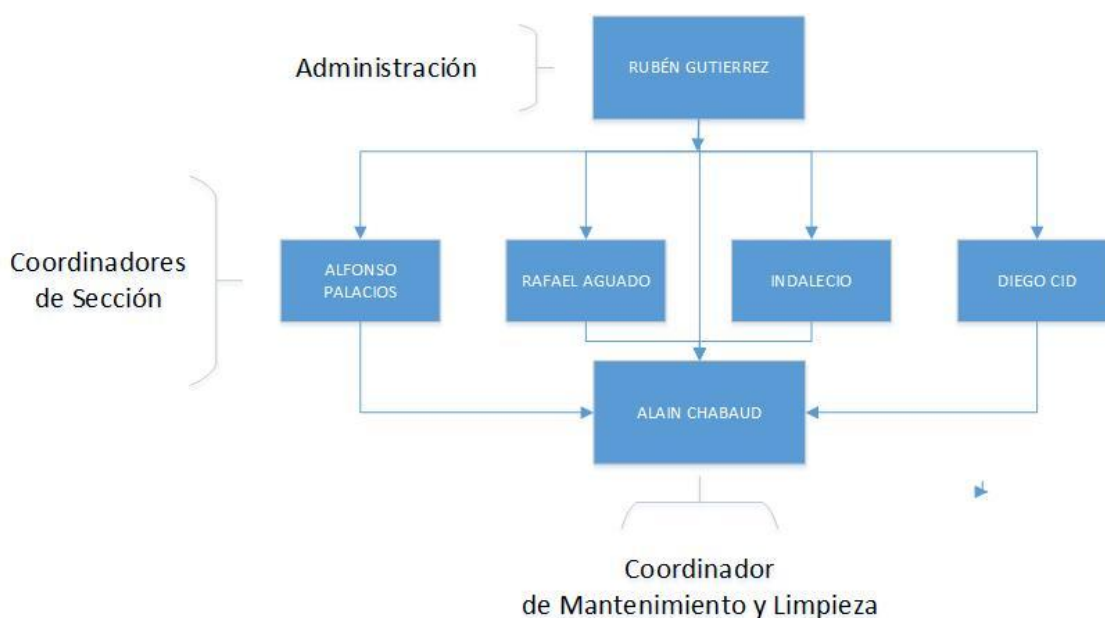 Administración
RUBÉN GUTIERREZ
Coordinadores
de Sección
ALFONSO
PALACIOS
RAFAEL AGUADO
INDALECIO
DIEGO CID
ALAIN CHABAUD
Coordinador
de Mantenimiento y Limpieza